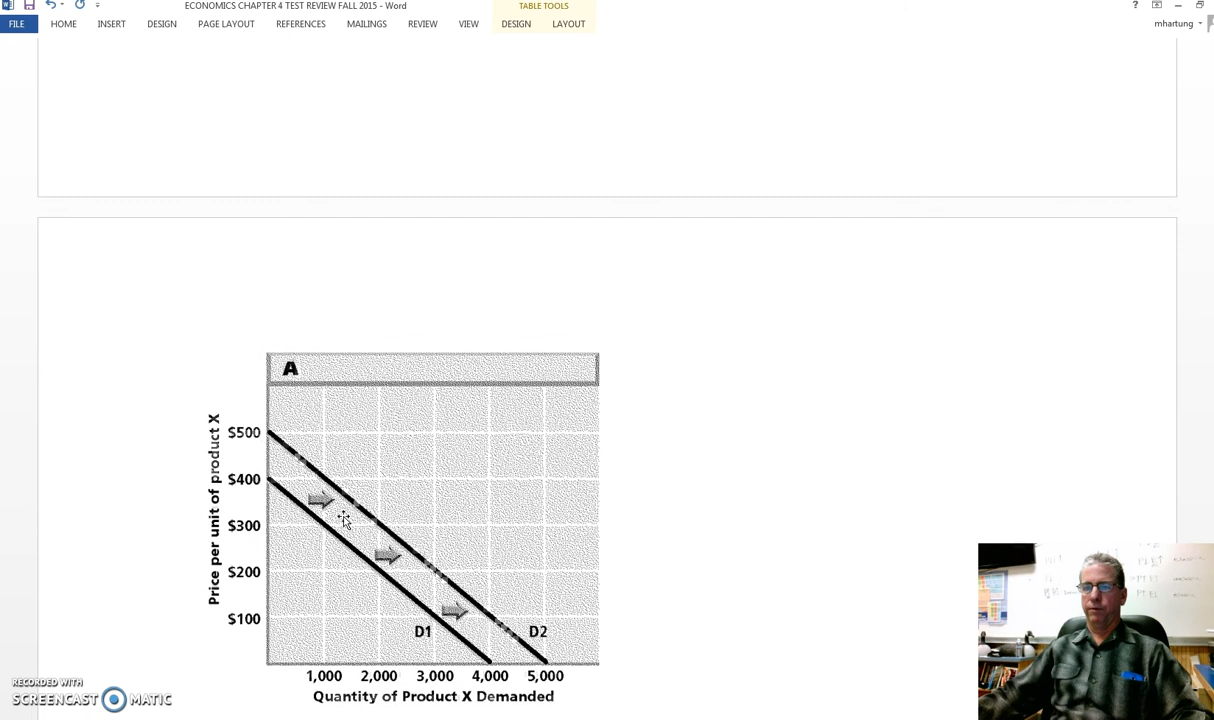 ECONOMICS CHAPTER 4 TEST REVIEW FALL 2015 - Word
TABLE TOOLS
?
FILE HOME INSERT DESIGN PAGE LAYOUT REFERENCES MAILINGS REVIEW VIEW DESIGN LAYOUT
mhartung
A
Price per unit of product X
$500
$400
$300
$200
$100
D1
D2
1,000 2,000 3,000 4,000 5,000
Quantity of Product X Demanded
RECORDED WITH
SCREENCAST MATIC